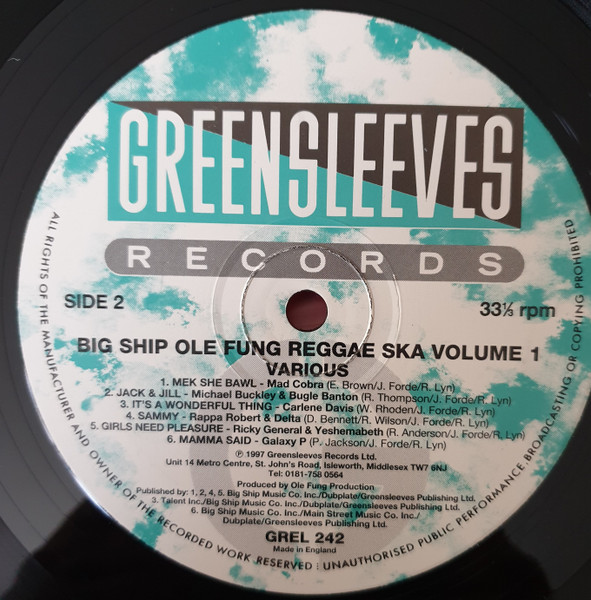 GREENSLEEVES
RECORDS
SIDE 2
33⅓ rpm
BIG SHIP OLE FUNG REGGAE SKA VOLUME 1
VARIOUS
1. MEK SHE BAWL - Mad Cobra (E. Brown/J. Forde/R. Lyn)
2. JACK & JILL - Michael Buckley & Bugle Banton (R. Thompson/J. Forde/R. Lyn)
3. IT'S A WONDERFUL THING - Carlene Davis (W. Rhoden/J. Forde/R. Lyn)
4. SAMMY - Rappa Robert & Delta (D. Bennett/R. Wilson/J. Forde/R. Lyn)
5. GIRLS NEED PLEASURE - Ricky General & Yeshemabeth (R. Anderson/J. Forde/R. Lyn)
6. MAMMA SAID - Galaxy P (P. Jackson/J. Forde/R. Lyn)
℗ 1997 Greensleeves Records Ltd.
Unit 14 Metro Centre, St. John's Road, Isleworth, Middlesex TW7 6NJ
Tel: 0181-758 0564
Produced by Ole Fung Production
Published by: 1, 2, 4, 5. Big Ship Music Co. Inc./Dubplate/Greensleeves Publishing Ltd.
3. Talent Inc./Big Ship Music Co. Inc./Dubplate/Greensleeves Publishing Ltd.
6. Big Ship Music Co. Inc./Main Street Music Co. Inc./
Dubplate/Greensleeves Publishing Ltd.
GREL 242
Made in England
ALL RIGHTS OF THE MANUFACTURER AND OWNER OF THE RECORDED WORK RESERVED | UNAUTHORISED PUBLIC PERFORMANCE BROADCASTING OR COPYING PROHIBITED